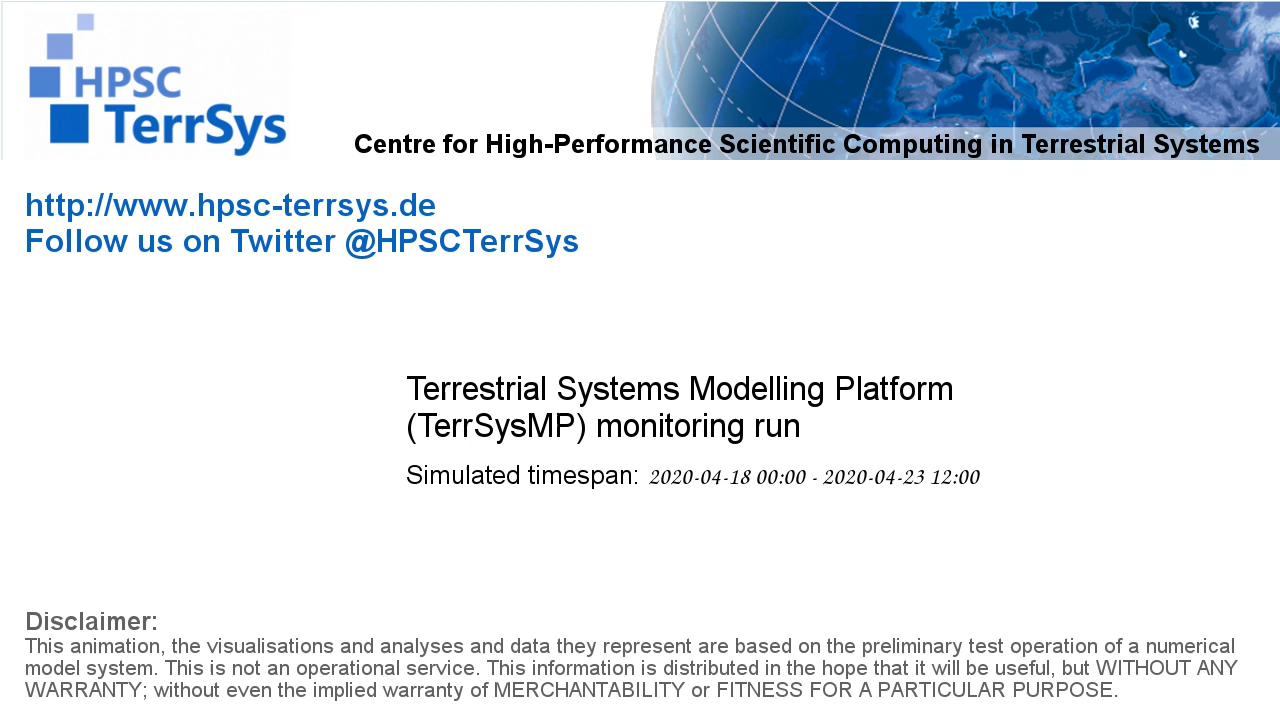 HPSC
TerrSys
Centre for High-Performance Scientific Computing in Terrestrial Systems
http://www.hpsc-terrsys.de
Follow us on Twitter @HPSCTerrSys
Terrestrial Systems Modelling Platform
(TerrSysMP) monitoring run
Simulated timespan: 2020-04-18 00:00 - 2020-04-23 12:00
Disclaimer:
This animation, the visualisations and analyses and data they represent are based on the preliminary test operation of a numerical
model system. This is not an operational service. This information is distributed in the hope that it will be useful, but WITHOUT ANY
WARRANTY; without even the implied warranty of MERCHANTABILITY or FITNESS FOR A PARTICULAR PURPOSE.